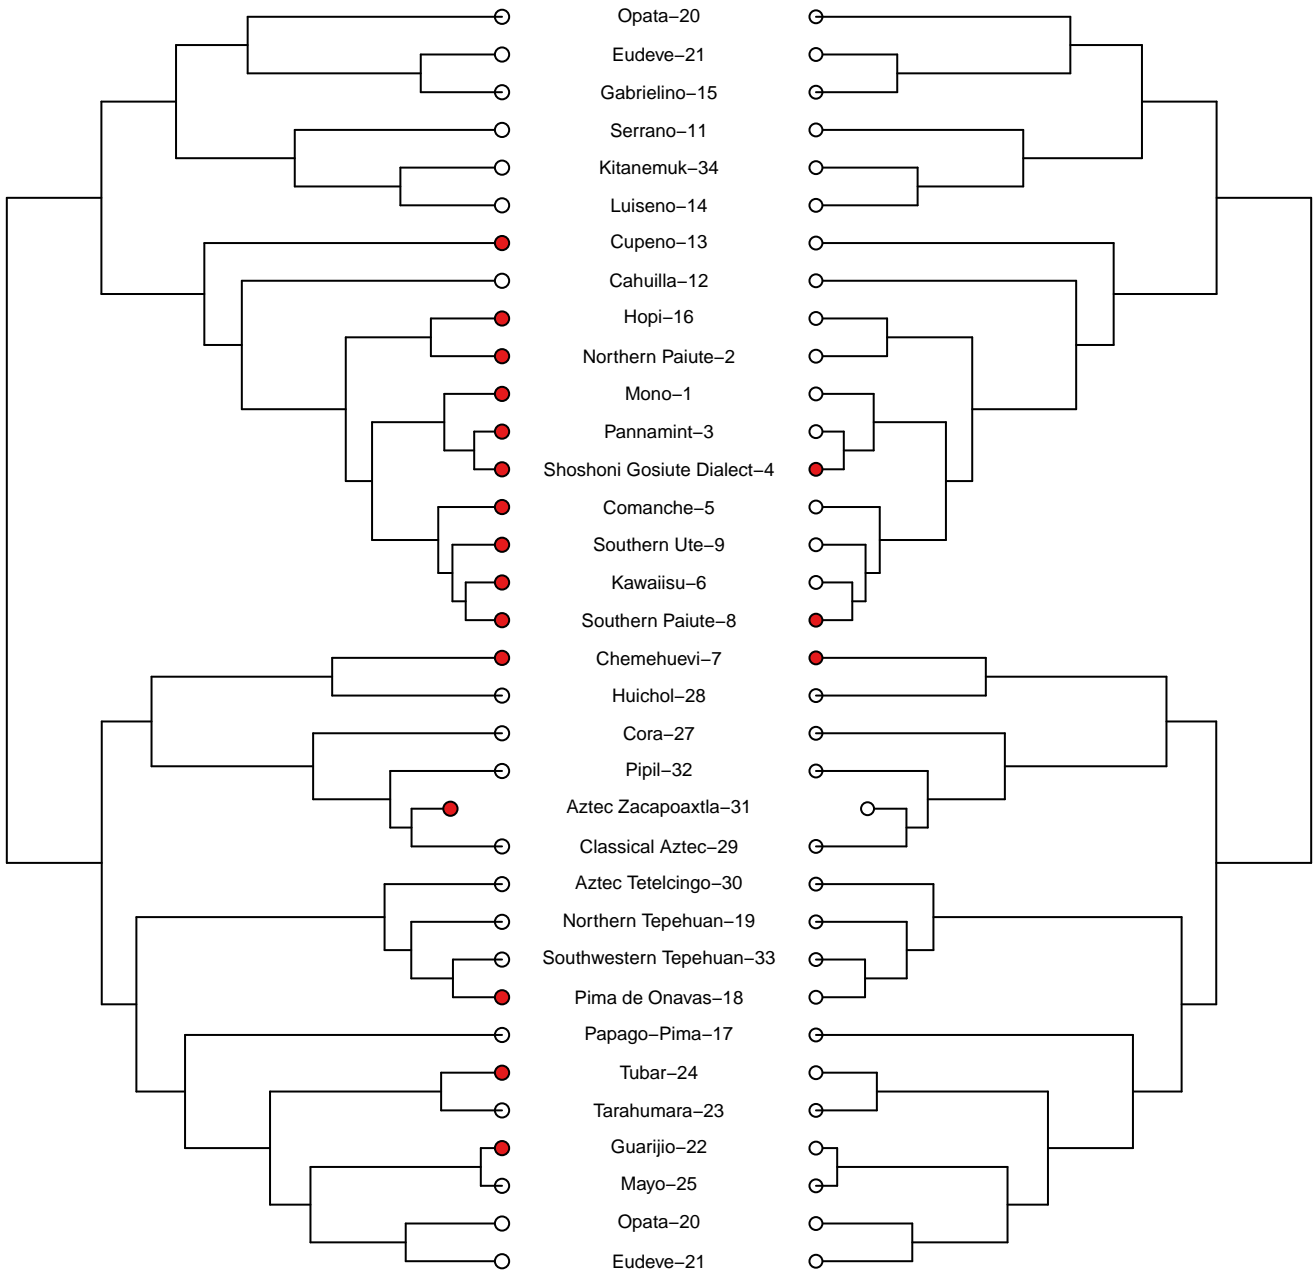 Opata−20
Eudeve−21
Gabrielino−15
Serrano−11
Kitanemuk−34
Luiseno−14
Cupeno−13
Cahuilla−12
Hopi−16
Northern Paiute−2
Mono−1
Pannamint−3
Shoshoni Gosiute Dialect−4
Comanche−5
Southern Ute−9
Kawaiisu−6
Southern Paiute−8
Chemehuevi−7
Huichol−28
Cora−27
Pipil−32
Aztec Zacapoaxtla−31
Classical Aztec−29
Aztec Tetelcingo−30
Northern Tepehuan−19
Southwestern Tepehuan−33
Pima de Onavas−18
Papago−Pima−17
Tubar−24
Tarahumara−23
Guarijio−22
Mayo−25
Opata−20
Eudeve−21